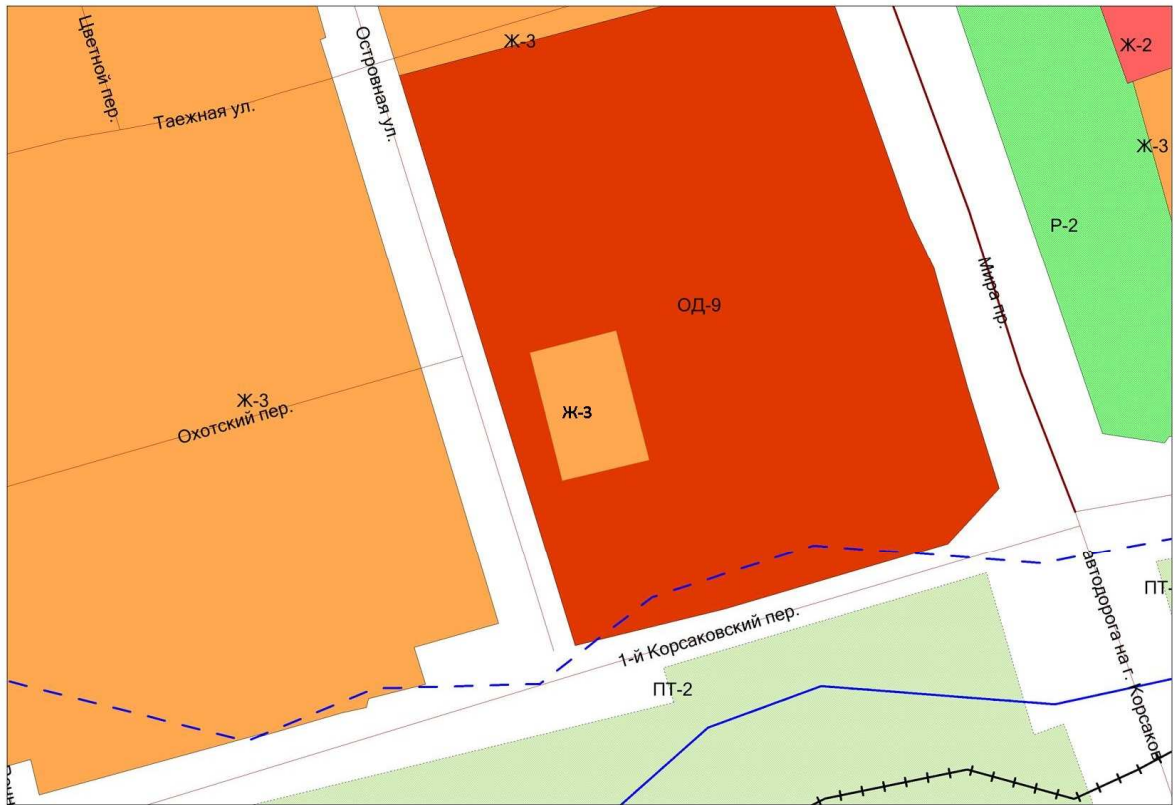 Цветной пер.
Островная ул.
Ж-3
Ж-2
Таежная ул.
Ж-3
Р-2
Мира пр.
ОД-9
Ж-3
Охотский пер.
Ж-3
автодорога на г. Корсаков
ПТ-
1-й Корсаковский пер.
ПТ-2